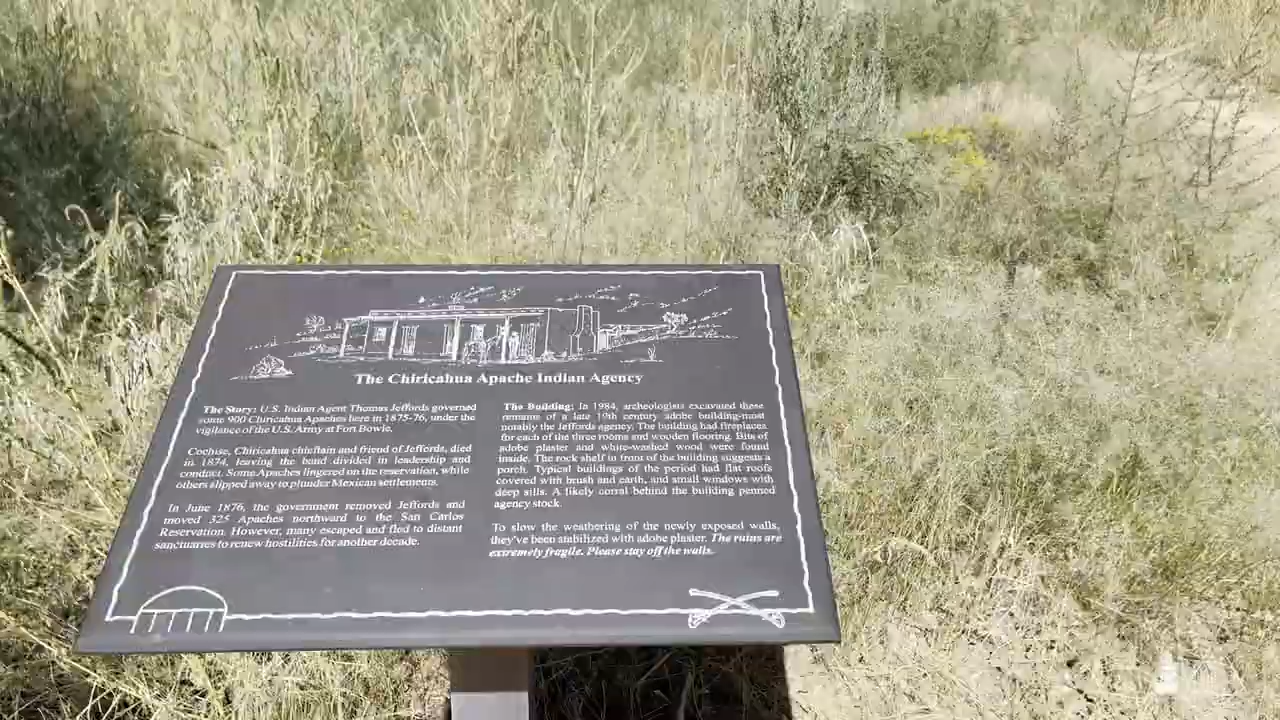 The Chiricahua Apache Indian Agency
The Story: U.S. Indian Agent Thomas Jeffords governed
some 900 Chiricahua Apaches here in 1875-76, under the
vigilance of the U.S. Army at Fort Bowie.
Cochise, Chiricahua chieftain and friend of Jeffords, died
in 1874, leaving the band divided in leadership and
conduct. Some Apaches lingered on the reservation, while
others slipped away to plunder Mexican settlements.
In June 1876, the government removed Jeffords and
moved 325 Apaches northward to the San Carlos
Reservation. However, many escaped and fled to distant
sanctuaries to renew hostilities for another decade.
The Building: In 1984, archeologists excavated these
remains of a late 19th century adobe building-most
notably the Jeffords agency. The building had fireplaces
for each of the three rooms and wooden flooring. Bits of
adobe plaster and white-washed wood were found
inside. The rock shelf in front of the building suggests a
porch. Typical buildings of the period had flat roofs
covered with brush and earth, and small windows with
deep sills. A likely corral behind the building penned
agency stock.
To slow the weathering of the newly exposed walls,
they've been stabilized with adobe plaster. The ruins are
extremely fragile. Please stay off the walls.